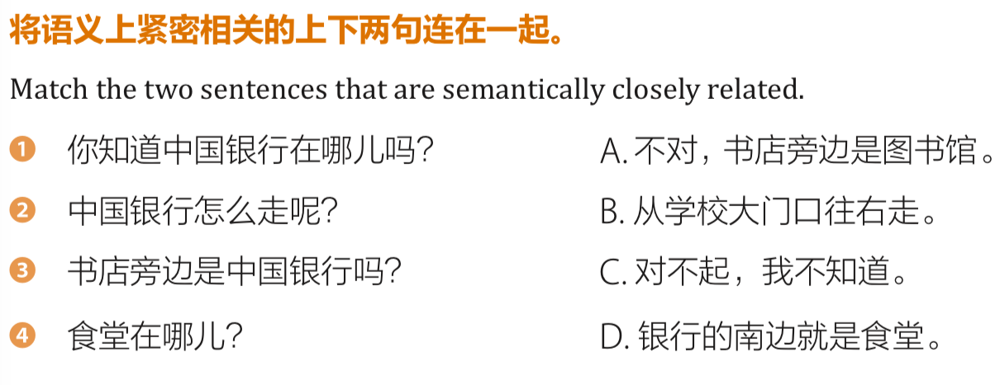 将语义上紧密相关的上下两句连在一起。
Match the two sentences that are semantically closely related.
1 你知道中国银行在哪儿吗? A. 不对，书店旁边是图书馆。
2 中国银行怎么走呢? B. 从学校大门口往右走。
3 书店旁边是中国银行吗? C. 对不起，我不知道。
4 食堂在哪儿? D. 银行的南边就是食堂。